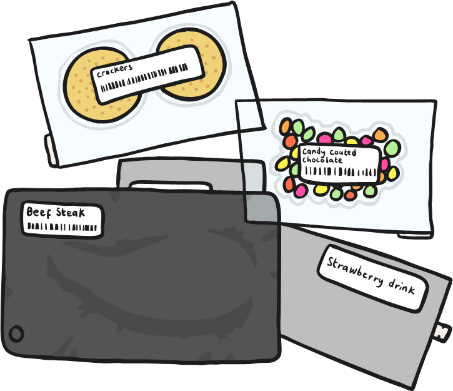 crackers
Candy coated
chocolate
Beef Steak
Strawberry drink